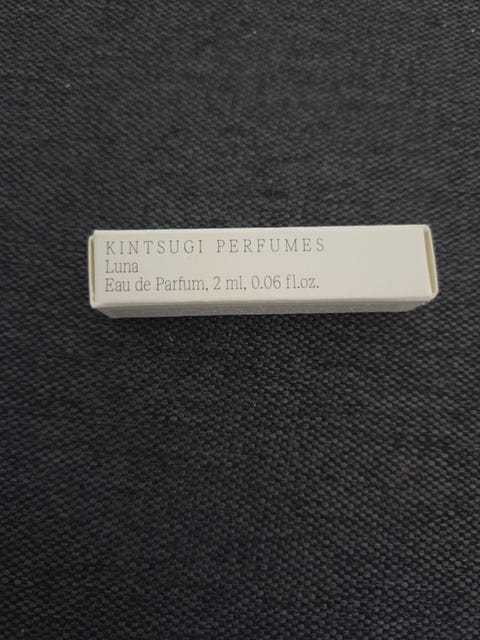 KINTSUGI PERFUMES
Luna
Eau de Parfum, 2 ml, 0.06 fl.oz.